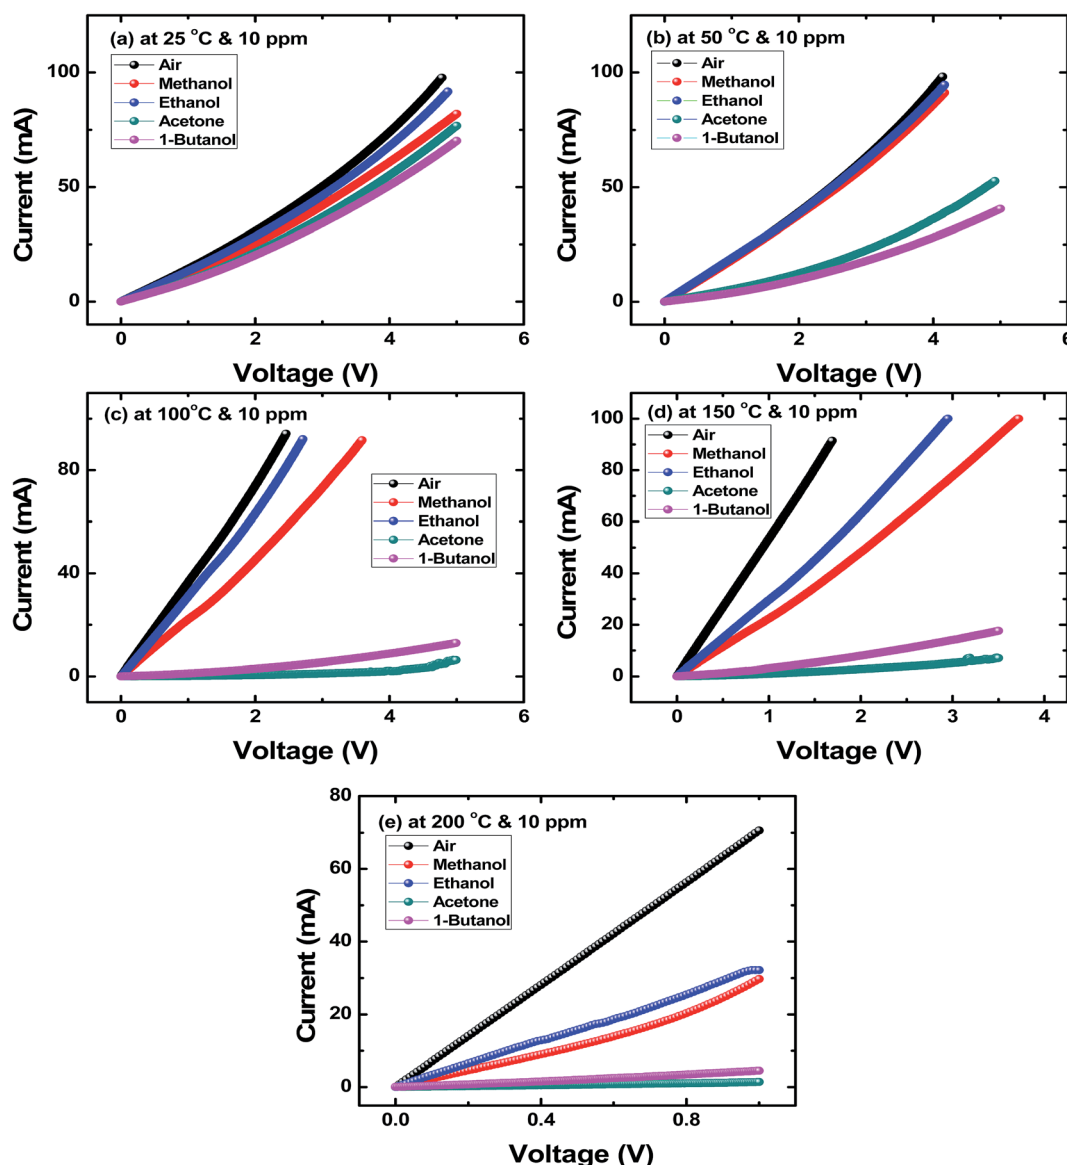 (a) at 25 °C & 10 ppm
Air
Methanol
Ethanol
Acetone
1-Butanol
100
50
0
Current (mA)
0 2 4 6
Voltage (V)
(b) at 50 °C & 10 ppm
Air
Methanol
Ethanol
Acetone
1-Butanol
100
50
0
Current (mA)
0 2 4 6
Voltage (V)
(c) at 100°C & 10 ppm
Air
Methanol
Ethanol
Acetone
1-Butanol
80
40
0
Current (mA)
0 2 4 6
Voltage (V)
(d) at 150 °C & 10 ppm
Air
Methanol
Ethanol
Acetone
1-Butanol
100
80
60
40
20
0
Current (mA)
0 1 2 3 4
Voltage (V)
(e) at 200 °C & 10 ppm
Air
Methanol
Ethanol
Acetone
1-Butanol
80
60
40
20
0
Current (mA)
0.0 0.4 0.8
Voltage (V)